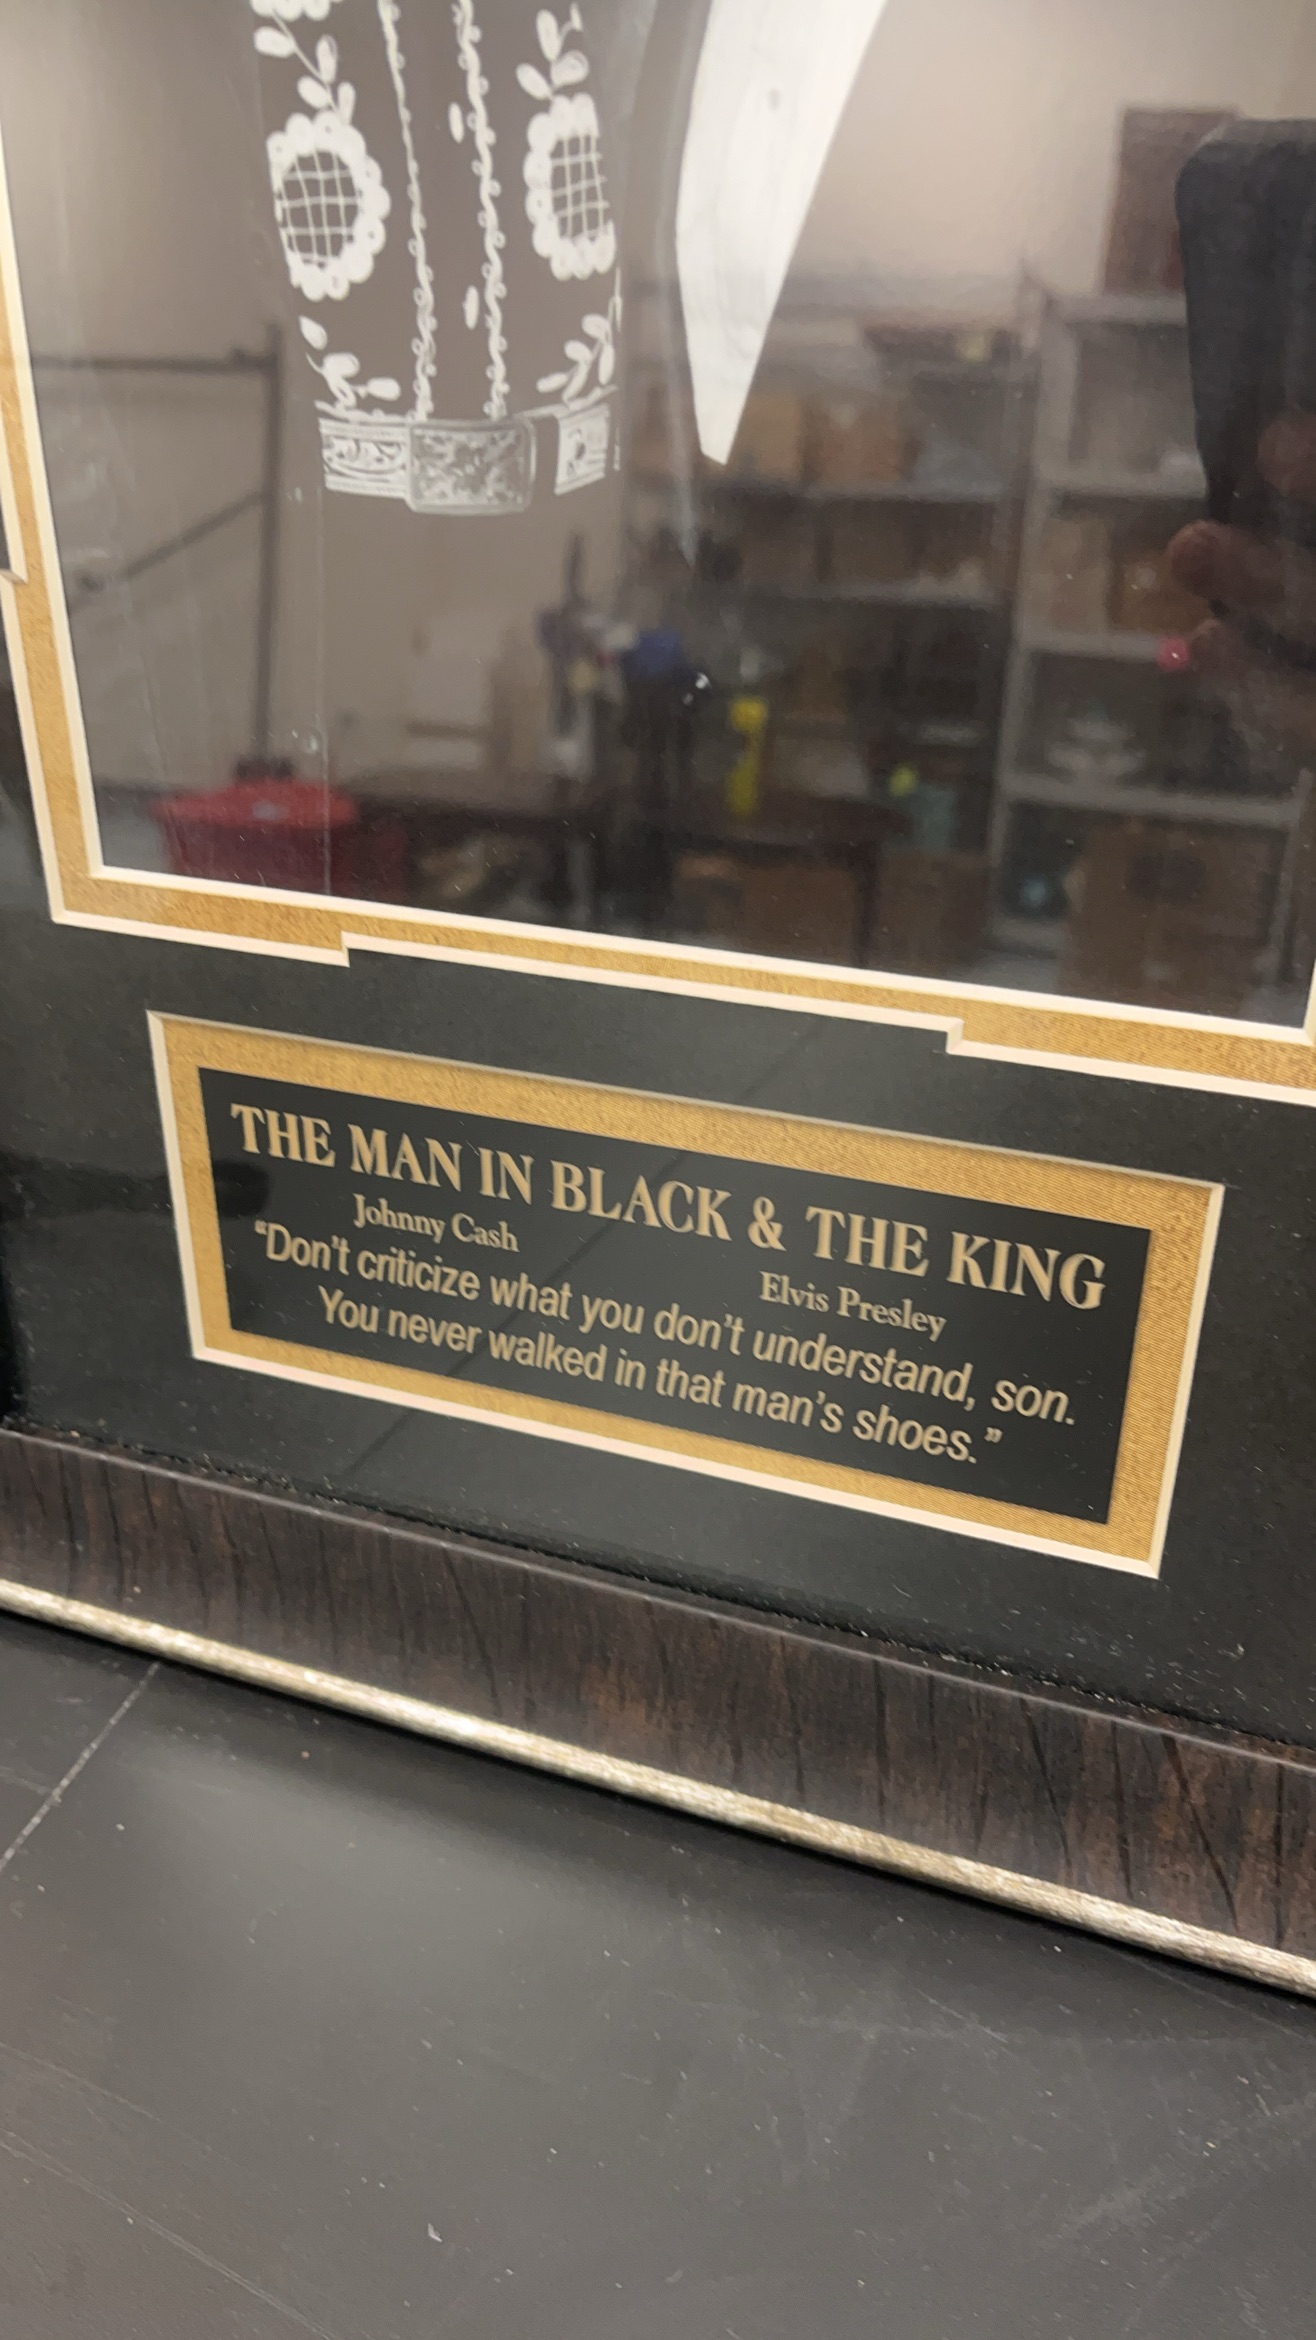 THE MAN IN BLACK & THE KING
Johnny Cash Elvis Presley
“Don't criticize what you don't understand, son.
You never walked in that man's shoes.”